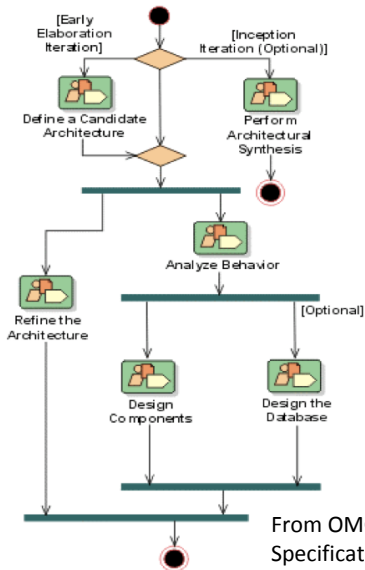 [Early
Elaboration
Iteration]
[Inception
Iteration (Optional)]
Define a Candidate
Architecture
Perform
Architectural
Synthesis
Analyze Behavior
Refine the
Architecture
[Optional]
Design
Components
Design the
Database
From OM
Specificat